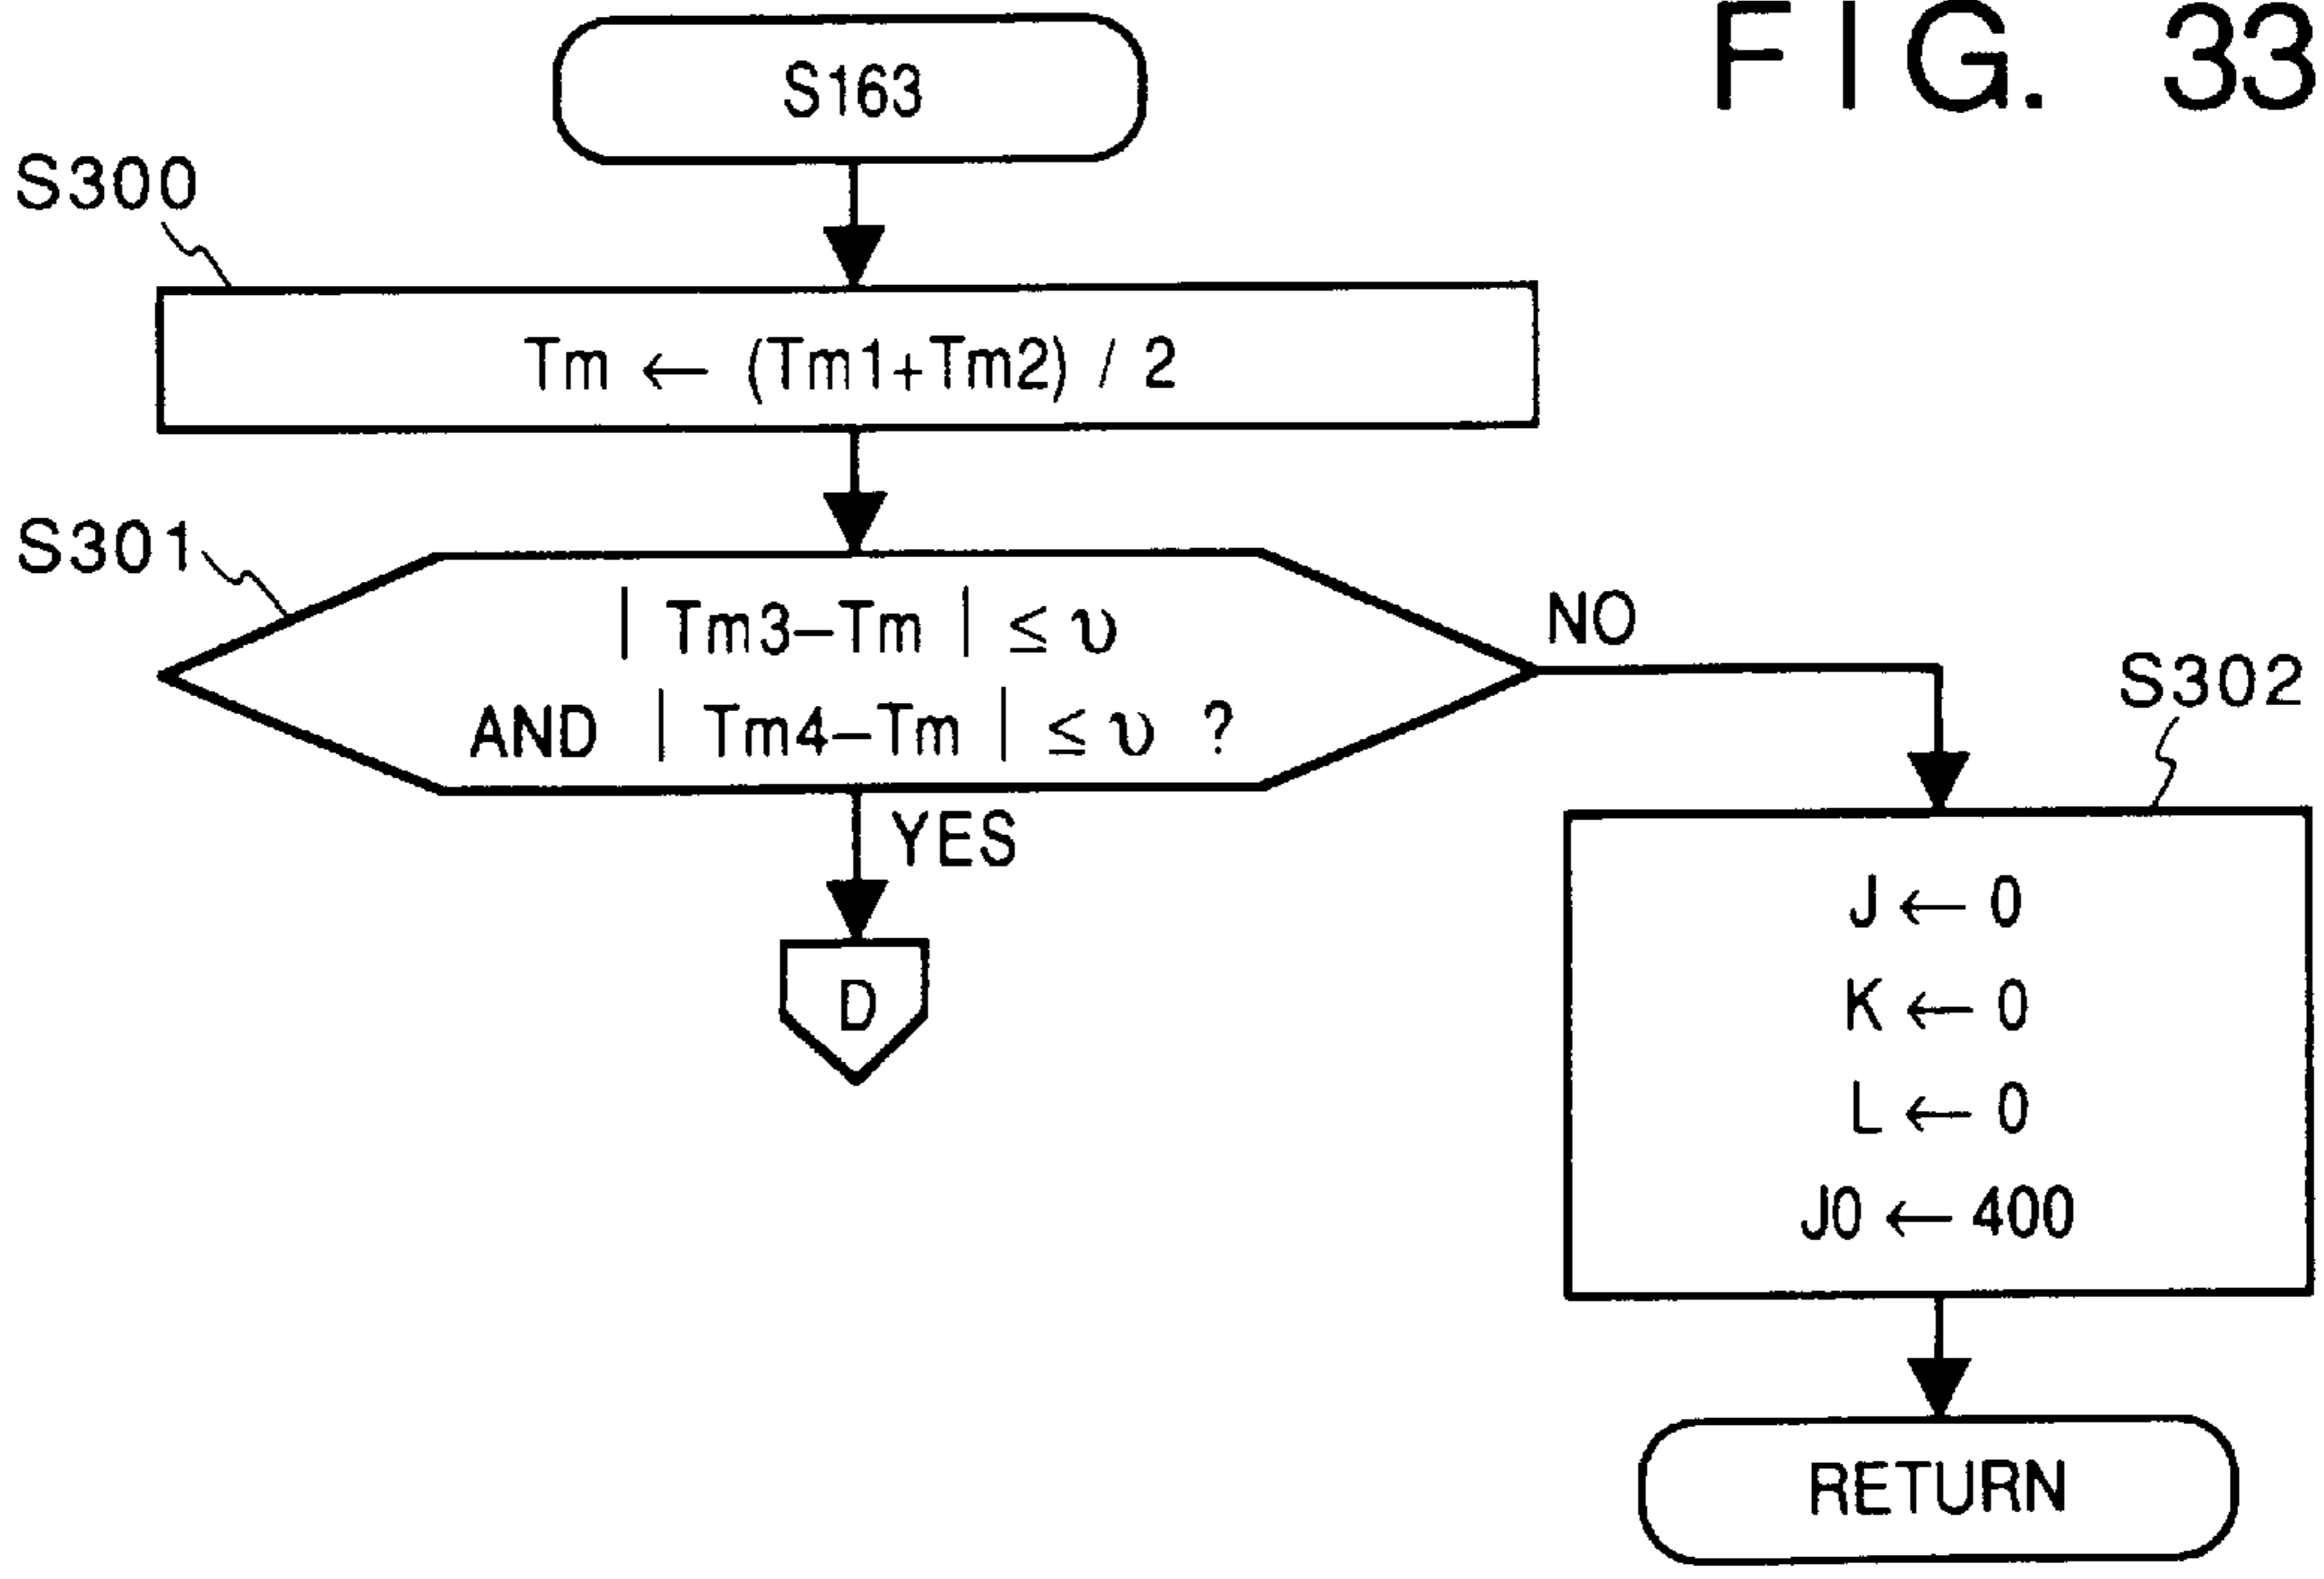 FIG. 33
S163
S300
Tm ← (Tm1+Tm2) / 2
S301
| Tm3−Tm | ≤ υ
AND | Tm4−Tm | ≤ υ ?
NO
YES
D
S302
J ← 0
K ← 0
L ← 0
J0 ← 400
RETURN